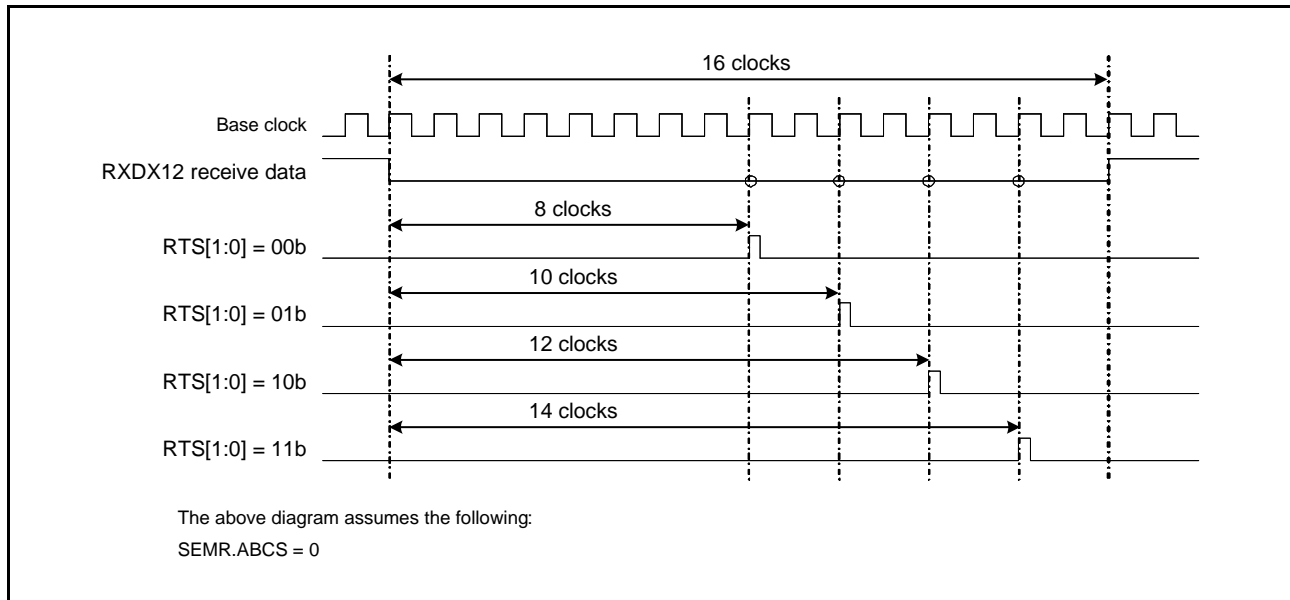 16 clocks
Base clock
RXDX12 receive data
8 clocks
RTS[1:0] = 00b
10 clocks
RTS[1:0] = 01b
12 clocks
RTS[1:0] = 10b
14 clocks
RTS[1:0] = 11b
The above diagram assumes the following:
SEMR.ABCS = 0